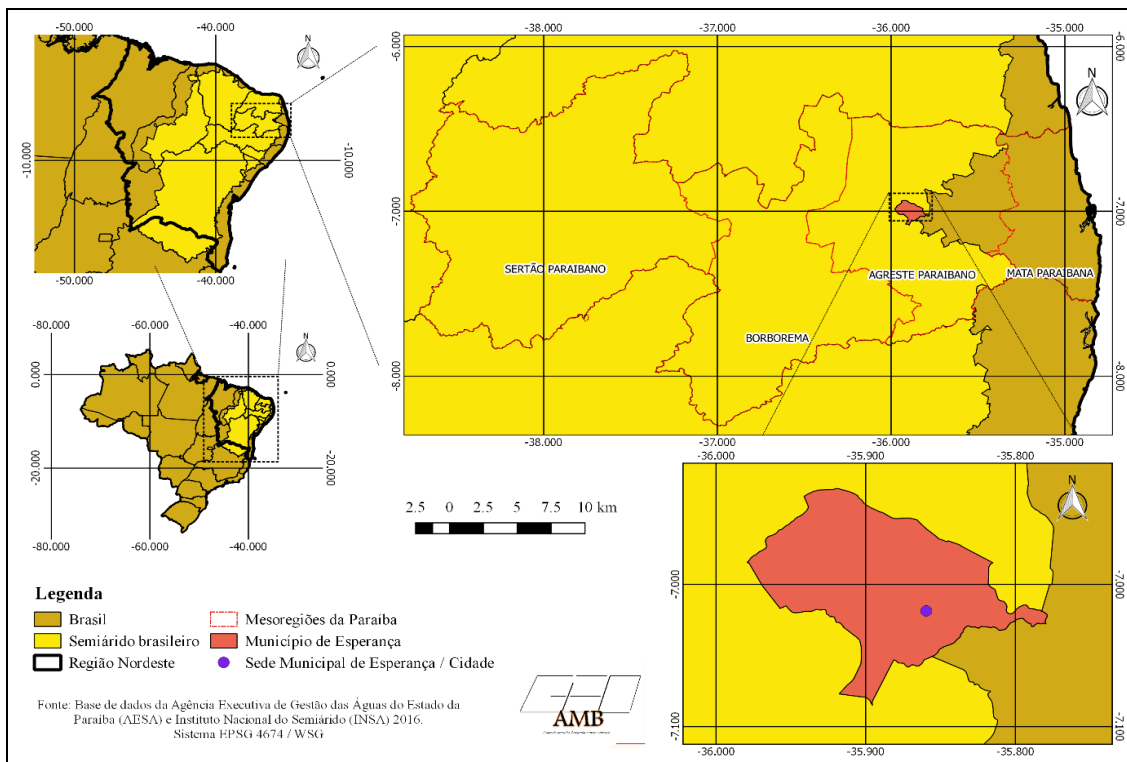 -50.000
-40.000
N
-10.000
-10.000
-50.000
-40.000
-38.000
-37.000
-36.000
-35.000
-6.000
-6.000
N
-7.000
-7.000
SERTÃO PARAIBANO
AGRESTE PARAIBANO
MATA PARAIBANA
BORBOREMA
-8.000
-8.000
-38.000
-37.000
-36.000
-35.000
-80.000
-60.000
-40.000
N
0.000
0.000
-20.000
-20.000
-80.000
-60.000
-40.000
2.5 0 2.5 5 7.5 10 km
-36.000
-35.900
-35.800
N
-7.000
-7.000
-7.100
-7.100
-36.000
-35.900
-35.800
Legenda
Brasil
Semiárido brasileiro
Região Nordeste
Mesoregiões da Paraíba
Município de Esperança
Sede Municipal de Esperança / Cidade
Fonte: Base de dados da Agência Executiva de Gestão das Águas do Estado da
Paraíba (AESA) e Instituto Nacional do Semiárido (INSA) 2016.
Sistema EPSG 4674 / WSG
AMB